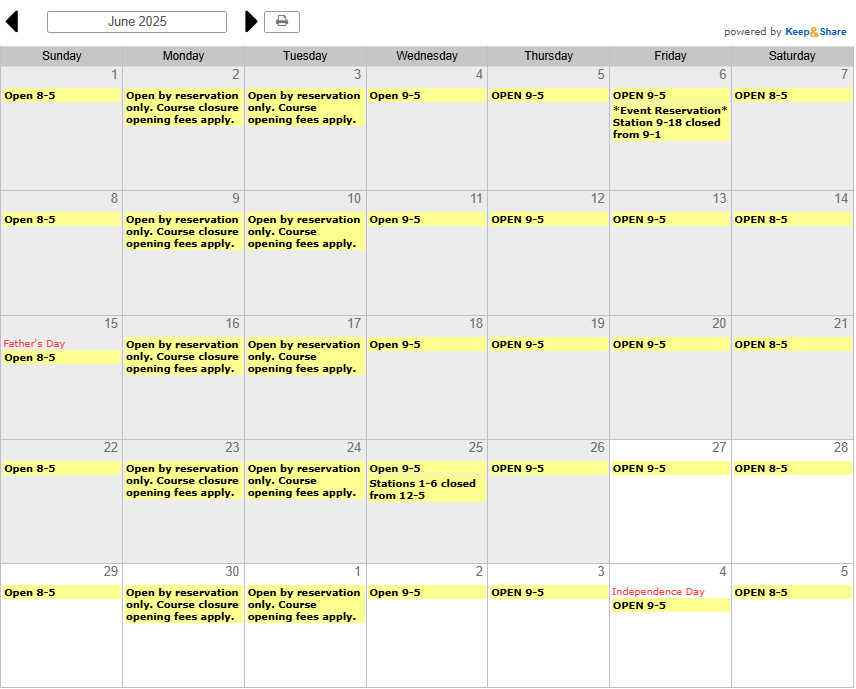 June 2025
powered by Keep&Share
Sunday Monday Tuesday Wednesday Thursday Friday Saturday
1 2 3 4 5 6 7
Open 8-5
Open by reservation
only. Course closure
opening fees apply.
Open by reservation
only. Course
opening fees apply.
Open 9-5
OPEN 9-5
OPEN 9-5
*Event Reservation*
Station 9-18 closed
from 9-1
OPEN 8-5
8 9 10 11 12 13 14
Open 8-5
Open by reservation
only. Course closure
opening fees apply.
Open by reservation
only. Course
opening fees apply.
Open 9-5
OPEN 9-5
OPEN 9-5
OPEN 8-5
15 16 17 18 19 20 21
Father's Day
Open 8-5
Open by reservation
only. Course closure
opening fees apply.
Open by reservation
only. Course
opening fees apply.
Open 9-5
OPEN 9-5
OPEN 9-5
OPEN 8-5
22 23 24 25 26 27 28
Open 8-5
Open by reservation
only. Course closure
opening fees apply.
Open by reservation
only. Course
opening fees apply.
Open 9-5
Stations 1-6 closed
from 12-5
OPEN 9-5
OPEN 9-5
OPEN 8-5
29 30 1 2 3 4 5
Open 8-5
Open by reservation
only. Course closure
opening fees apply.
Open by reservation
only. Course
opening fees apply.
Open 9-5
OPEN 9-5
Independence Day
OPEN 9-5
OPEN 8-5